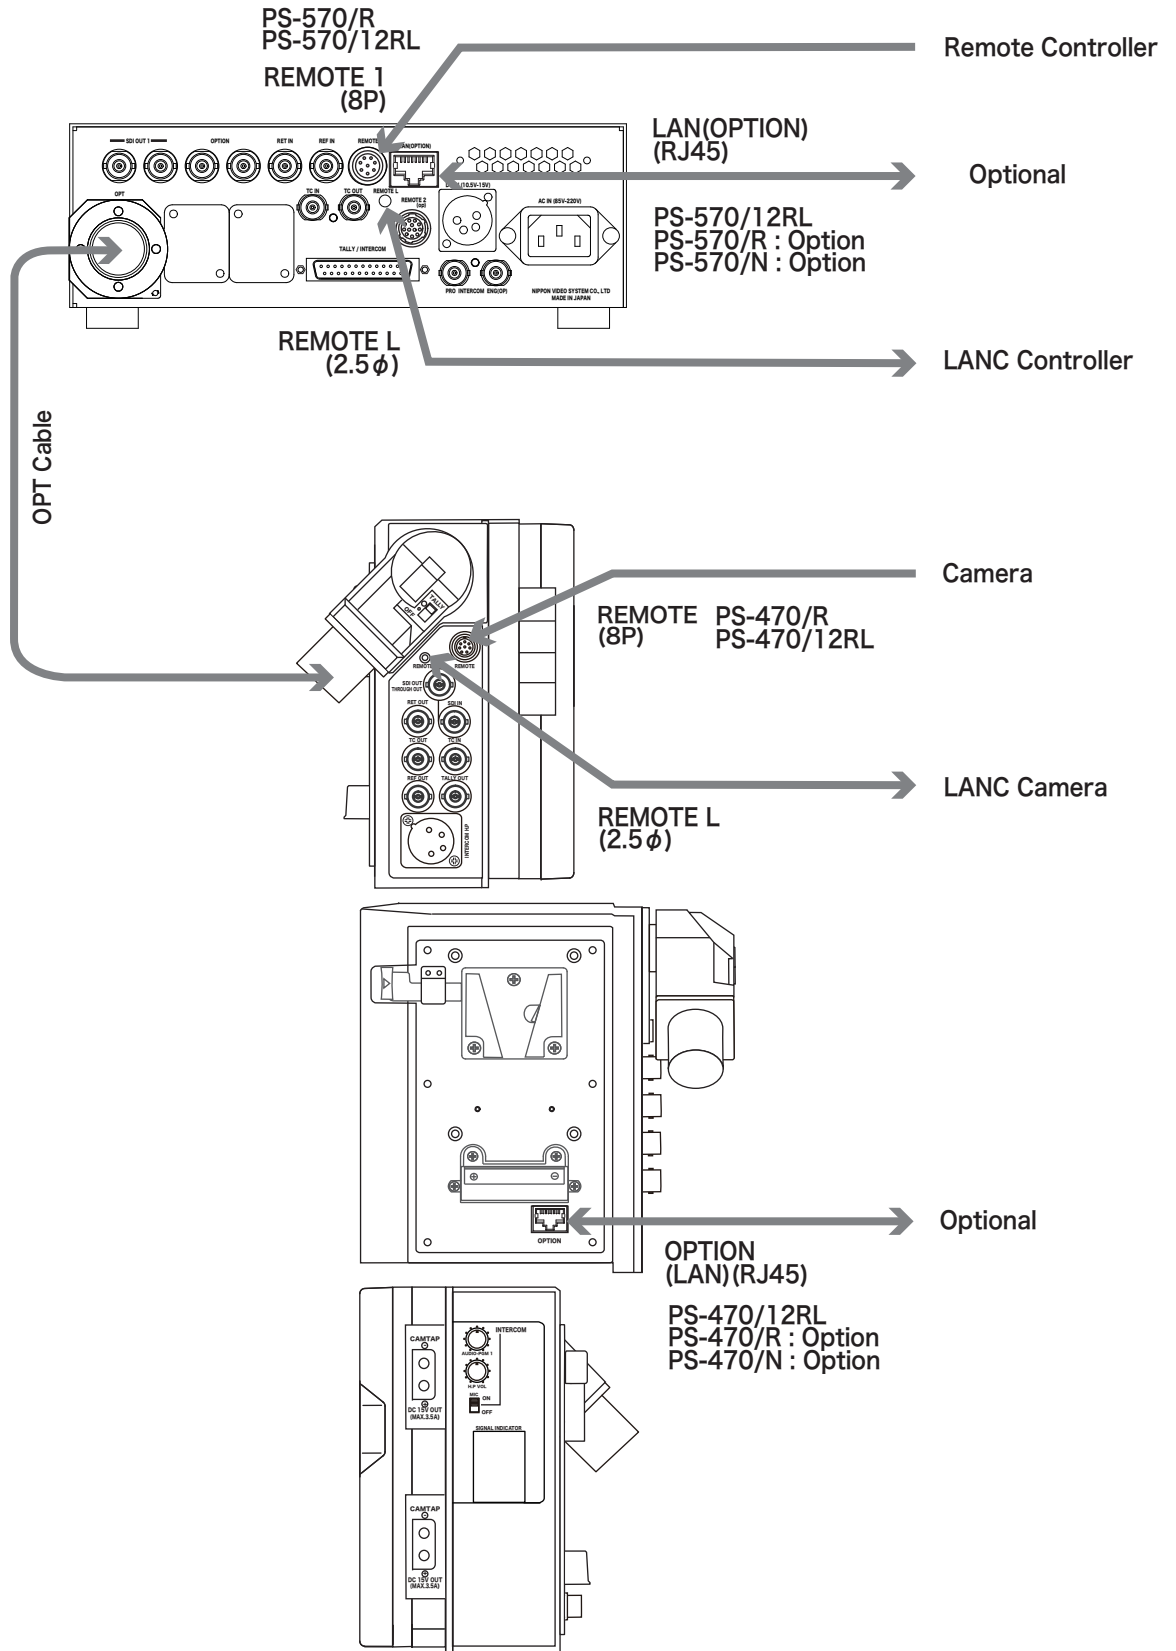 PS-570/R
PS-570/12RL
REMOTE 1
(8P)
Remote Controller
SDI OUT 1
OPTION
RET IN
REF IN
REMOTE
LAN(OPTION)
LAN(OPTION)
(RJ45)
Optional
OPT
TC IN
TC OUT
REMOTE L
REMOTE 2
(op)
(10.5V-15V)
AC IN (85V-220V)
TALLY / INTERCOM
PRO INTERCOM ENG(OP)
NIPPON VIDEO SYSTEM CO., LTD
MADE IN JAPAN
PS-570/12RL
PS-570/R : Option
PS-570/N : Option
REMOTE L
(2.5φ)
LANC Controller
OPT Cable
TALLY
OFF
Camera
REMOTE
(8P)
PS-470/R
PS-470/12RL
REMOTE
REMOTE
SDI OUT
THROUGH OUT
RET OUT
SDI IN
TC OUT
TC IN
REF OUT
TALLY OUT
INTERCOM HP
LANC Camera
REMOTE L
(2.5φ)
OPTION
Optional
OPTION
(LAN)(RJ45)
PS-470/12RL
PS-470/R : Option
PS-470/N : Option
CAMTAP
DC 15V OUT
(MAX.3.5A)
INTERCOM
AUDIO-PGM 1
H.P VOL
MIC
ON
OFF
SIGNAL INDICATOR
CAMTAP
DC 15V OUT
(MAX.3.5A)